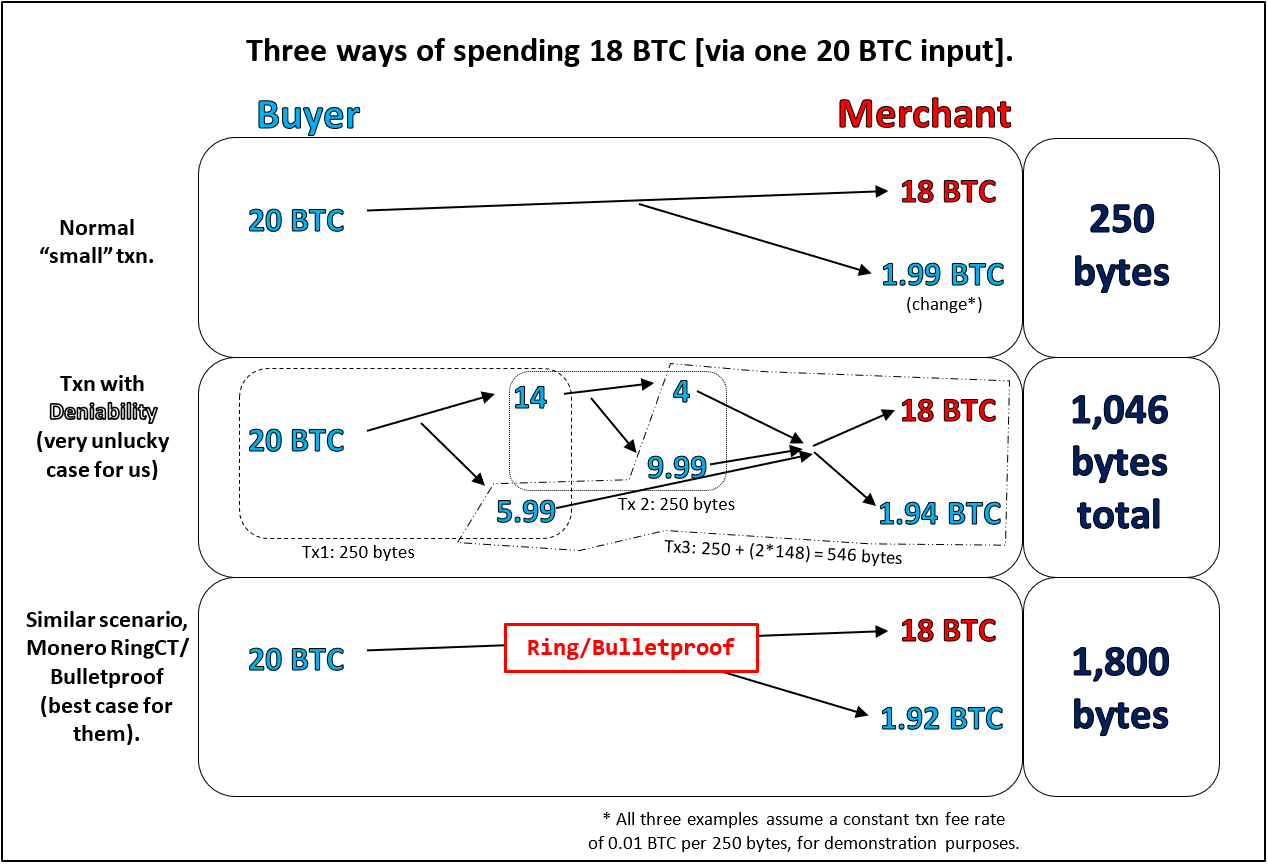 Three ways of spending 18 BTC [via one 20 BTC input].
Buyer
Merchant
Normal
“small” txn.
20 BTC
18 BTC
1.99 BTC
(change*)
250
bytes
Txn with
Deniability
(very unlucky
case for us)
20 BTC
14
4
18 BTC
9.99
5.99
1.94 BTC
Tx1: 250 bytes
Tx 2: 250 bytes
Tx3: 250 + (2*148) = 546 bytes
1,046
bytes
total
Similar scenario,
Monero RingCT/
Bulletproof
(best case for
them).
20 BTC
Ring/Bulletproof
18 BTC
1.92 BTC
1,800
bytes
* All three examples assume a constant txn fee rate
of 0.01 BTC per 250 bytes, for demonstration purposes.